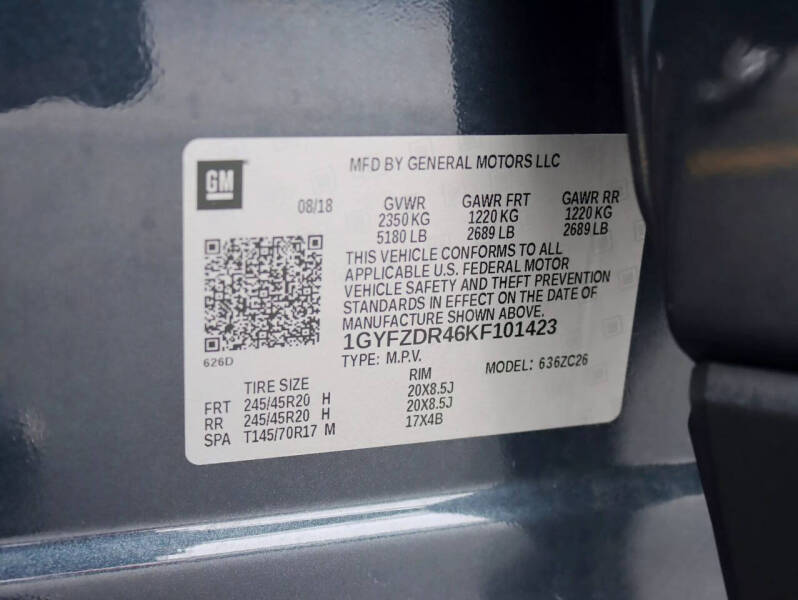 GM
MFD BY GENERAL MOTORS LLC
08/18
GVWR GAWR FRT GAWR RR
2350 KG 1220 KG 1220 KG
5180 LB 2689 LB 2689 LB
THIS VEHICLE CONFORMS TO ALL
APPLICABLE U.S. FEDERAL MOTOR
VEHICLE SAFETY AND THEFT PREVENTION
STANDARDS IN EFFECT ON THE DATE OF
MANUFACTURE SHOWN ABOVE.
1GYFZDR46KF101423
626D
TYPE: M.P.V. MODEL: 636ZC26
TIRE SIZE RIM
FRT 245/45R20 H 20X8.5J
RR 245/45R20 H 20X8.5J
SPA T145/70R17 M 17X4B